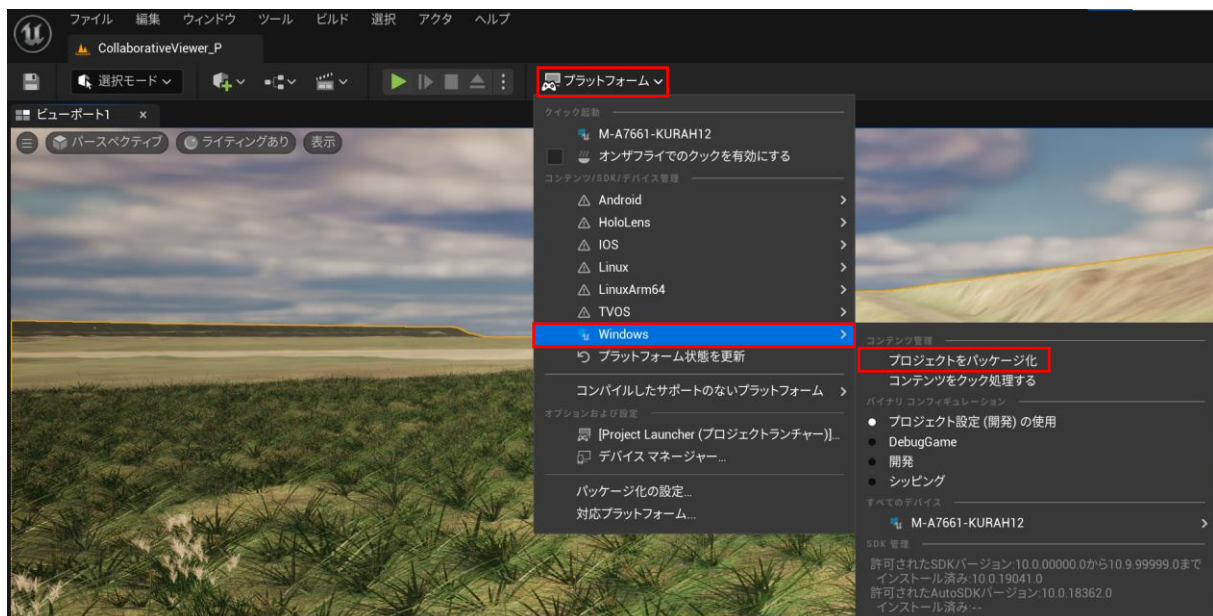 ファイル 編集 ウィンドウ ツール ビルド 選択 アクタ ヘルプ
CollaborativeViewer_P
選択モード プラットフォーム
ビューポート1 ×
パースペクティブ ライティングあり 表示
クイック起動
M-A7661-KURAH12
オンザフライでのクックを有効にする
コンテンツ/SDK/デバイス管理
Android
HoloLens
IOS
Linux
LinuxArm64
TVOS
Windows
プラットフォーム状態を更新
コンパイルしたサポートのないプラットフォーム
オプションおよび設定
[Project Launcher (プロジェクトランチャー)]...
デバイス マネージャー...
パッケージ化の設定...
対応プラットフォーム...
コンテンツ管理
プロジェクトをパッケージ化
コンテンツをクック処理する
バイナリ コンフィギュレーション
プロジェクト設定 (開発) の使用
DebugGame
開発
シッピング
すべてのデバイス
M-A7661-KURAH12
SDK 管理
許可されたSDKバージョン:10.0.00000.0から10.9.99999.0まで
インストール済み:10.0.19041.0
許可されたAutoSDKバージョン:10.0.18362.0
インストール済み:--